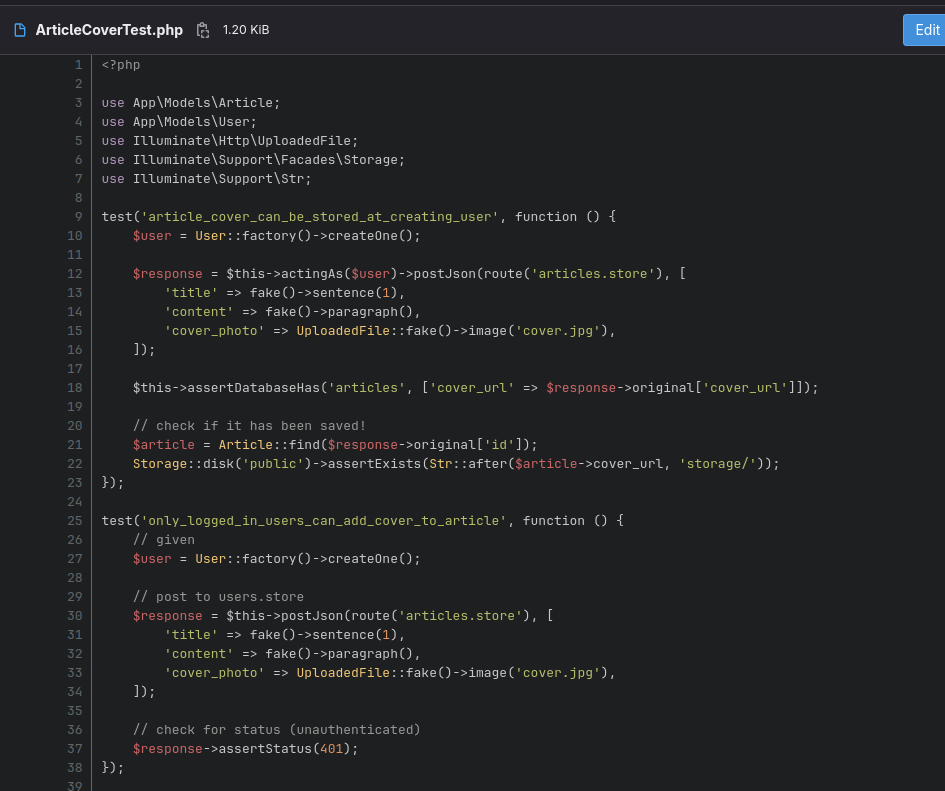 ArticleCoverTest.php 1.20 KiB Edit
1 <?php
2
3 use App\Models\Article;
4 use App\Models\User;
5 use Illuminate\Http\UploadedFile;
6 use Illuminate\Support\Facades\Storage;
7 use Illuminate\Support\Str;
8
9 test('article_cover_can_be_stored_at_creating_user', function () {
10     $user = User::factory()->createOne();
11
12     $response = $this->actingAs($user)->postJson(route('articles.store'), [
13         'title' => fake()->sentence(1),
14         'content' => fake()->paragraph(),
15         'cover_photo' => UploadedFile::fake()->image('cover.jpg'),
16     ]);
17
18     $this->assertDatabaseHas('articles', ['cover_url' => $response->original['cover_url']]);
19
20     // check if it has been saved!
21     $article = Article::find($response->original['id']);
22     Storage::disk('public')->assertExists(Str::after($article->cover_url, 'storage/'));
23 });
24
25 test('only_logged_in_users_can_add_cover_to_article', function () {
26     // given
27     $user = User::factory()->createOne();
28
29     // post to users.store
30     $response = $this->postJson(route('articles.store'), [
31         'title' => fake()->sentence(1),
32         'content' => fake()->paragraph(),
33         'cover_photo' => UploadedFile::fake()->image('cover.jpg'),
34     ]);
35
36     // check for status (unauthenticated)
37     $response->assertStatus(401);
38 });
39